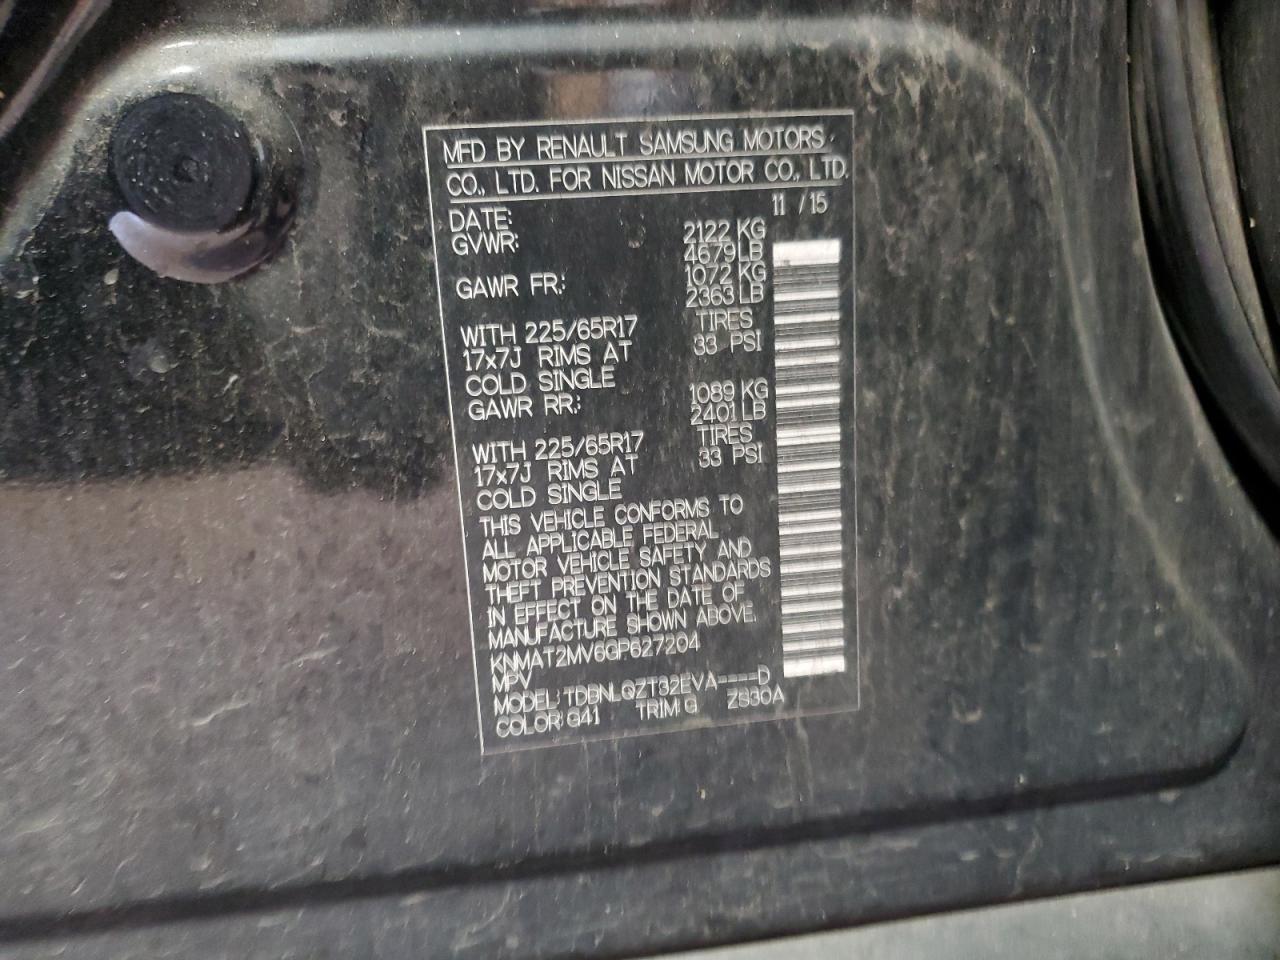 MFD BY RENAULT SAMSUNG MOTORS
CO., LTD. FOR NISSAN MOTOR CO., LTD.
DATE: 11 /15
GVWR: 2122 KG
4679 LB
GAWR FR: 1072 KG
2363 LB
WITH 225/65R17 TIRES
17x7J RIMS AT 33 PSI
COLD SINGLE
GAWR RR: 1089 KG
2401 LB
WITH 225/65R17 TIRES
17x7J RIMS AT 33 PSI
COLD SINGLE
THIS VEHICLE CONFORMS TO
ALL APPLICABLE FEDERAL
MOTOR VEHICLE SAFETY AND
THEFT PREVENTION STANDARDS
IN EFFECT ON THE DATE OF
MANUFACTURE SHOWN ABOVE.
KNMAT2MV6GP627204
MPV
MODEL: TDBNLQZT32EVA----D
COLOR: G41 TRIM: G ZS30A